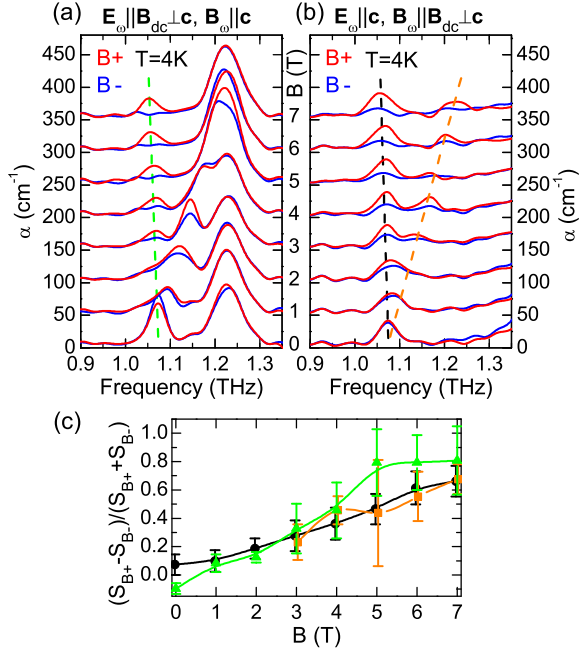 (a) E_ω||B_dc⊥c, B_ω||c
(b) E_ω||c, B_ω||B_dc⊥c
450
400
350
300
250
200
150
100
50
0
α (cm⁻¹)
B+ T=4K
B-
0.9 1.0 1.1 1.2 1.3
Frequency (THz)
B (T)
7
6
5
4
3
2
1
0
B+ T=4K
B-
0.9 1.0 1.1 1.2 1.3
Frequency (THz)
450
400
350
300
250
200
150
100
50
0
α (cm⁻¹)
(c)
(S_B+-S_B-)/(S_B++S_B-)
1.0
0.8
0.6
0.4
0.2
0.0
0 1 2 3 4 5 6 7
B (T)